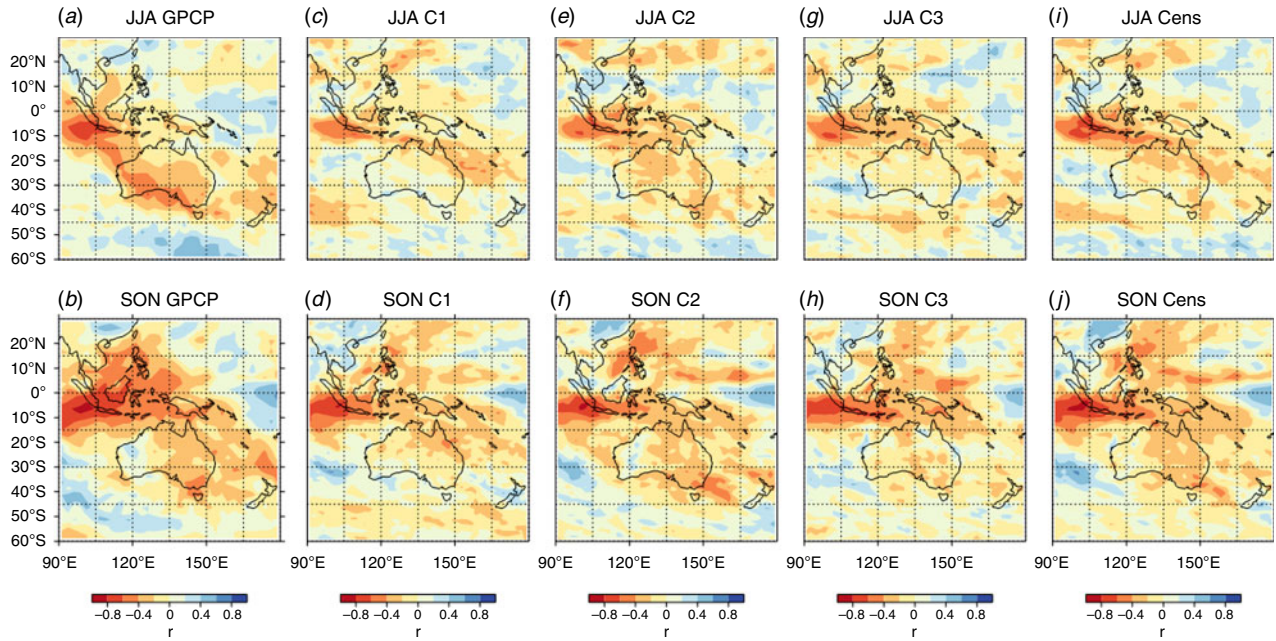 (a) JJA GPCP
(c) JJA C1
(e) JJA C2
(g) JJA C3
(i) JJA Cens
20°N
10°N
0°
10°S
20°S
30°S
40°S
50°S
60°S
(b) SON GPCP
(d) SON C1
(f) SON C2
(h) SON C3
(j) SON Cens
20°N
10°N
0°
10°S
20°S
30°S
40°S
50°S
60°S
90°E 120°E 150°E
90°E 120°E 150°E
90°E 120°E 150°E
90°E 120°E 150°E
90°E 120°E 150°E
−0.8 −0.4 0 0.4 0.8
r
−0.8 −0.4 0 0.4 0.8
r
−0.8 −0.4 0 0.4 0.8
r
−0.8 −0.4 0 0.4 0.8
r
−0.8 −0.4 0 0.4 0.8
r